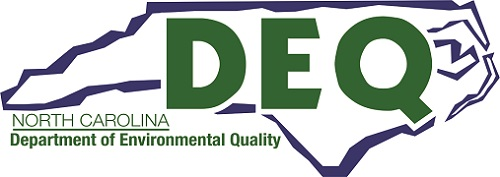 DEQ
NORTH CAROLINA
Department of Environmental Quality